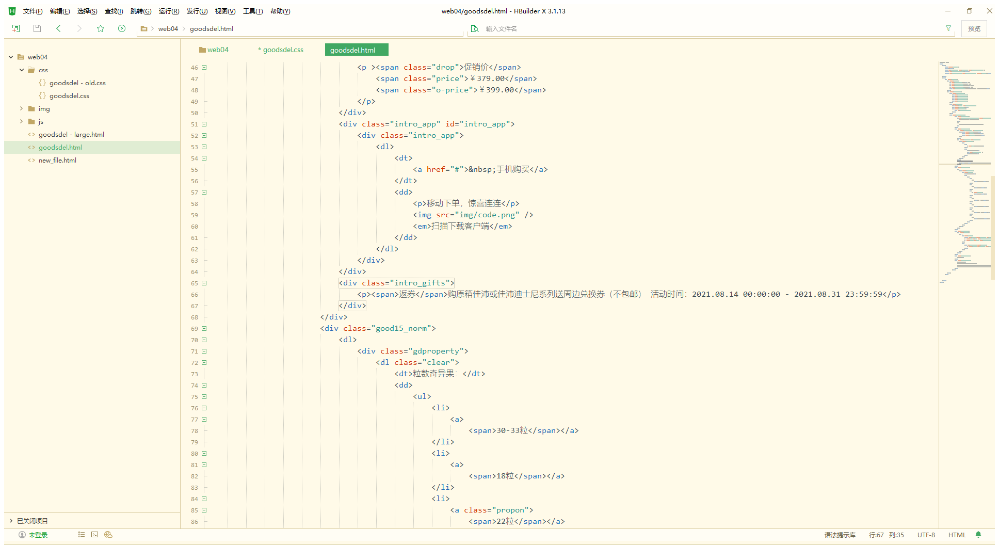 文件(F) 编辑(E) 选择(S) 查找(I) 跳转(G) 运行(R) 发行(U) 视图(V) 工具(T) 帮助(Y)
web04/goodsdel.html - HBuilder X 3.1.13
web04 goodsdel.html
输入文件名
预览
web04
css
goodsdel - old.css
goodsdel.css
img
js
goodsdel - large.html
goodsdel.html
new_file.html
已关闭项目
web04 * goodsdel.css goodsdel.html
46 <p ><span class="drop">促销价</span>
47 <span class="price">￥379.00</span>
48 <span class="o-price">￥399.00</span>
49 </p>
50 </div>
51 <div class="intro_app" id="intro_app">
52 <div class="intro_app">
53 <dl>
54 <dt>
55 <a href="#">&nbsp;手机购买</a>
56 </dt>
57 <dd>
58 <p>移动下单，惊喜连连</p>
59 <img src="img/code.png" />
60 <em>扫描下载客户端</em>
61 </dd>
62 </dl>
63 </div>
64 </div>
65 <div class="intro_gifts">
66 <p><span>返券</span>购原箱佳沛或佳沛迪士尼系列送周边兑换券（不包邮） 活动时间：2021.08.14 00:00:00 - 2021.08.31 23:59:59</p>
67 </div>
68 </div>
69 <div class="good15_norm">
70 <dl>
71 <div class="gdproperty">
72 <dl class="clear">
73 <dt>粒数奇异果：</dt>
74 <dd>
75 <ul>
76 <li>
77 <a>
78 <span>30-33粒</span></a>
79 </li>
80 <li>
81 <a>
82 <span>18粒</span></a>
83 </li>
84 <li>
85 <a class="propon">
86 <span>22粒</span></a>
未登录
语法提示库 行:67 列:35 UTF-8 HTML